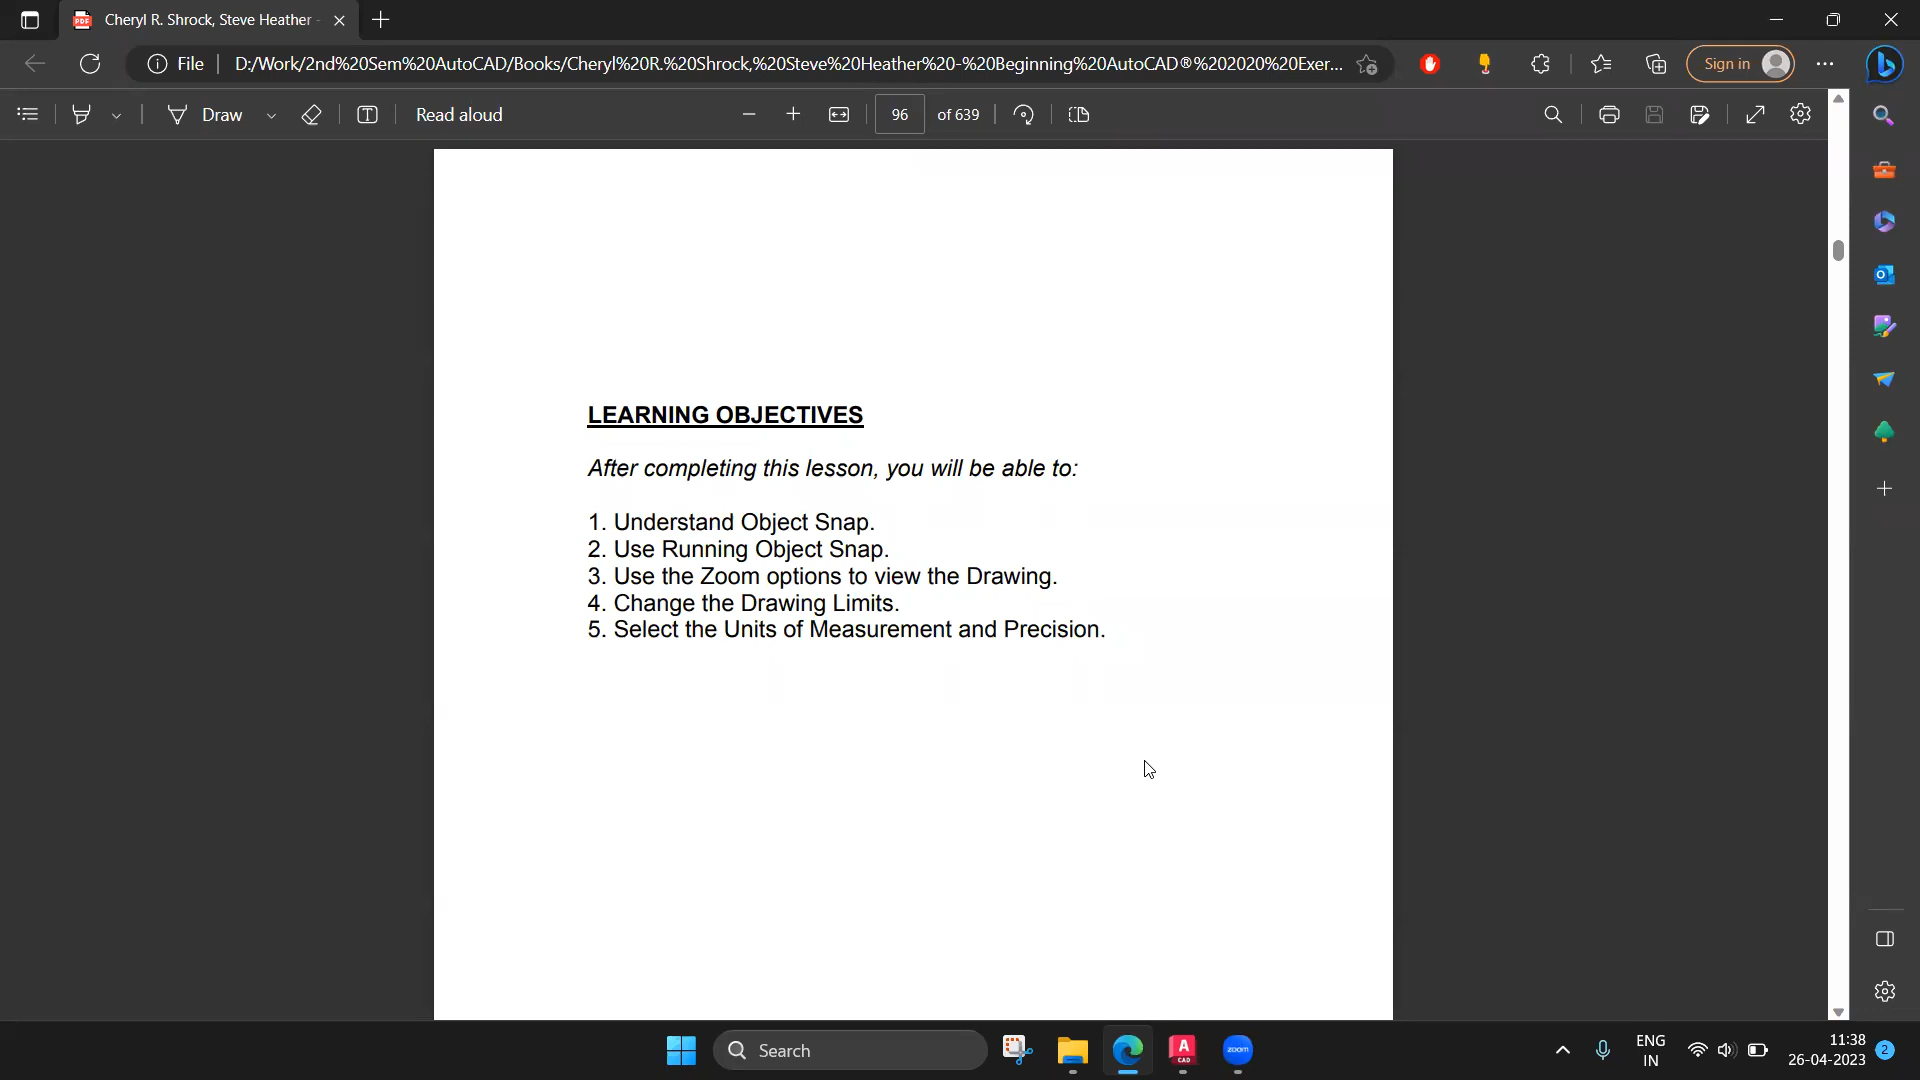 Cheryl R. Shrock, Steve Heather -
File
D:/Work/2nd%20Sem%20AutoCAD/Books/Cheryl%20R.%20Shrock,%20Steve%20Heather%20-%20Beginning%20AutoCAD®%202020%20Exer...
Sign in
Draw
Read aloud
96
of 639
LEARNING OBJECTIVES
After completing this lesson, you will be able to:
1. Understand Object Snap.
2. Use Running Object Snap.
3. Use the Zoom options to view the Drawing.
4. Change the Drawing Limits.
5. Select the Units of Measurement and Precision.
Search
A
CAD
zoom
ENG
IN
11:38
26-04-2023
2